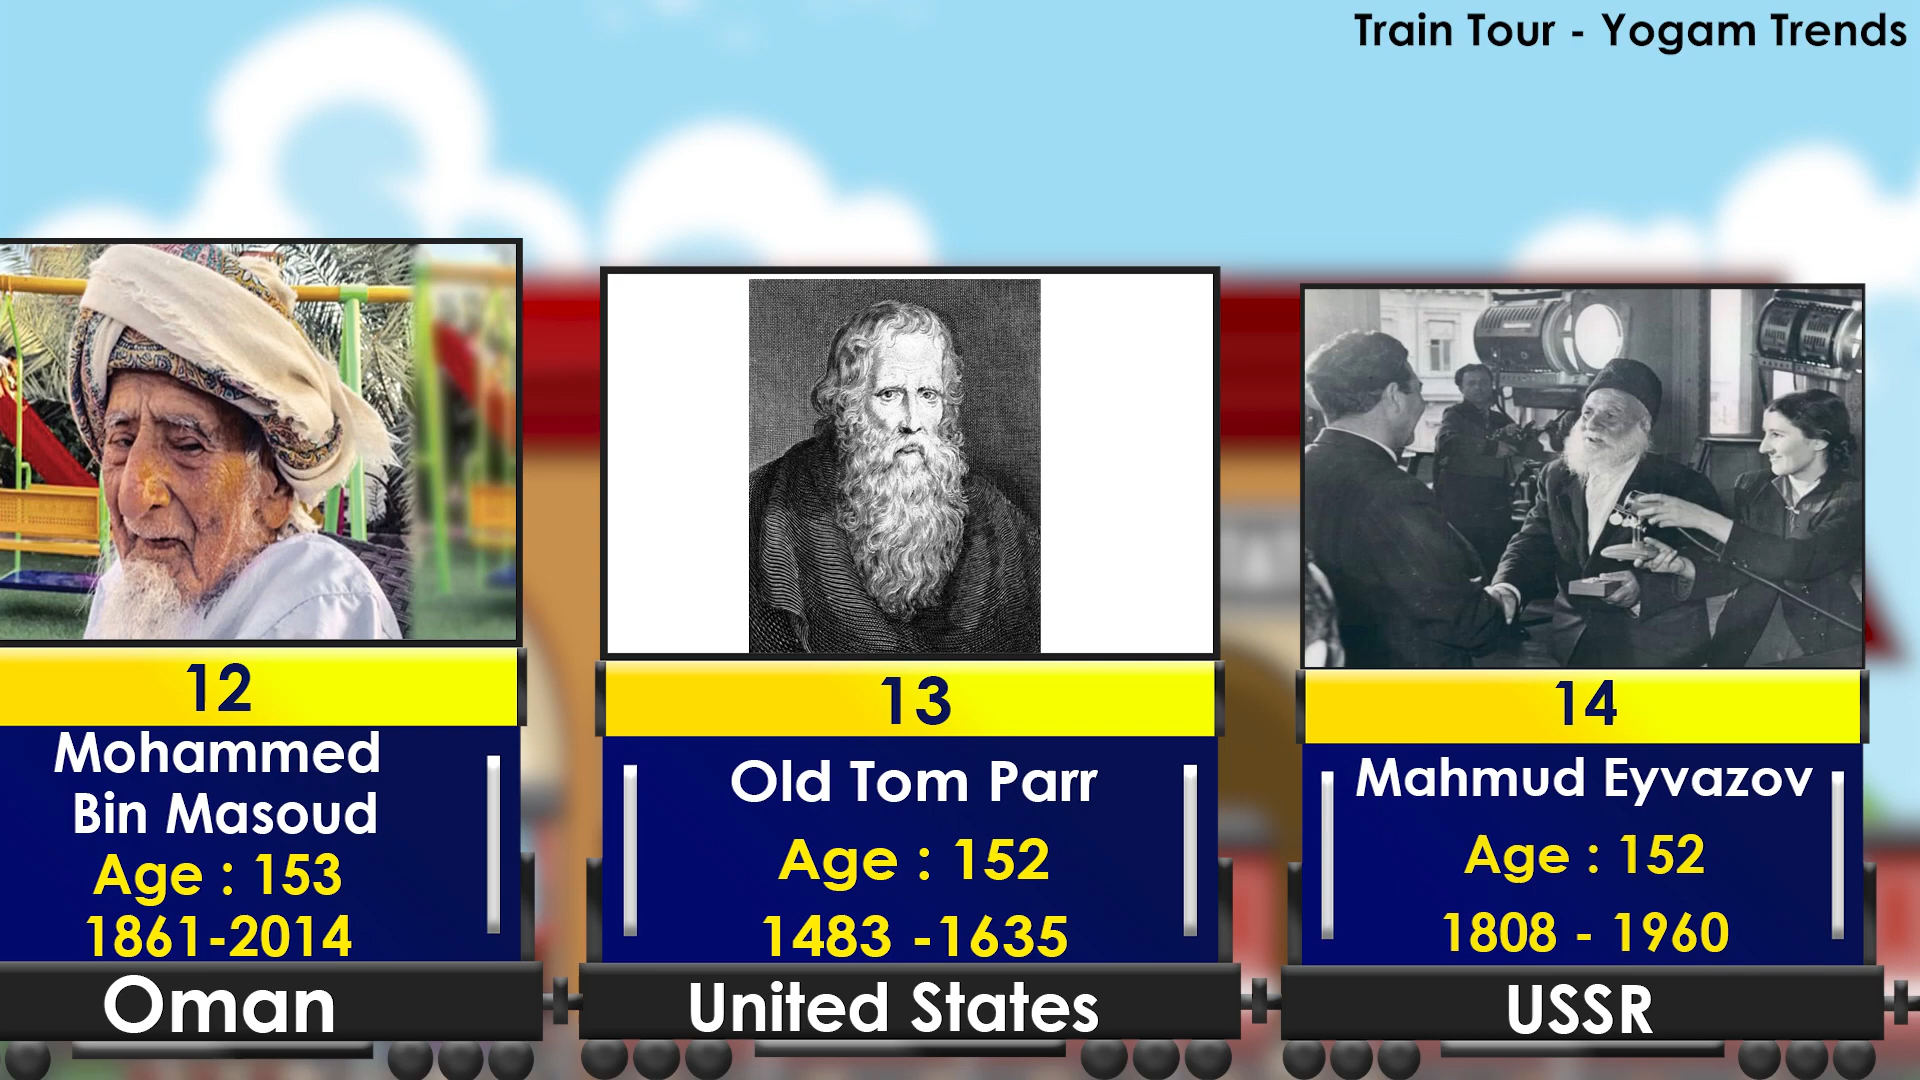 Train Tour - Yogam Trends
12
Mohammed
Bin Masoud
Age : 153
1861-2014
Oman
13
Old Tom Parr
Age : 152
1483 -1635
United States
14
Mahmud Eyvazov
Age : 152
1808 - 1960
USSR